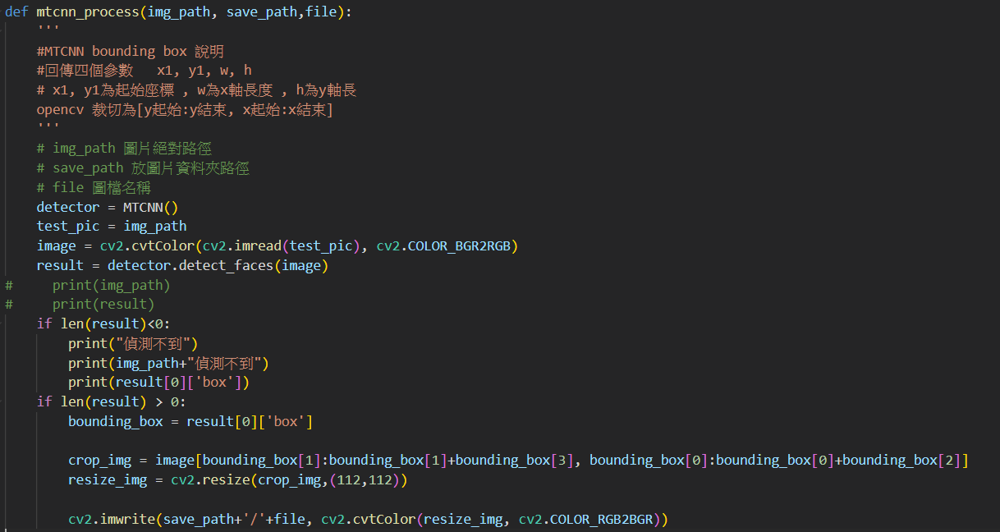 def mtcnn_process(img_path, save_path,file):
    '''
    #MTCNN bounding box 說明
    #回傳四個參數   x1, y1, w, h
    # x1, y1為起始座標 , w為x軸長度 , h為y軸長
    opencv 裁切為[y起始:y結束, x起始:x結束]
    '''
    # img_path 圖片絕對路徑
    # save_path 放圖片資料夾路徑
    # file 圖檔名稱
    detector = MTCNN()
    test_pic = img_path
    image = cv2.cvtColor(cv2.imread(test_pic), cv2.COLOR_BGR2RGB)
    result = detector.detect_faces(image)
#     print(img_path)
#     print(result)
    if len(result)<0:
        print("偵測不到")
        print(img_path+"偵測不到")
        print(result[0]['box'])
    if len(result) > 0:
        bounding_box = result[0]['box']
        crop_img = image[bounding_box[1]:bounding_box[1]+bounding_box[3], bounding_box[0]:bounding_box[0]+bounding_box[2]]
        resize_img = cv2.resize(crop_img,(112,112))
        cv2.imwrite(save_path+'/'+file, cv2.cvtColor(resize_img, cv2.COLOR_RGB2BGR))